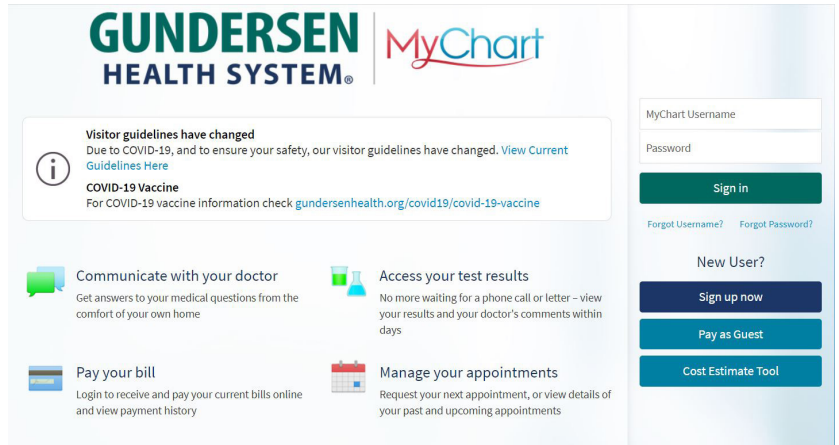 GUNDERSEN
HEALTH SYSTEM®
MyChart
Visitor guidelines have changed
Due to COVID-19, and to ensure your safety, our visitor guidelines have changed. View Current
Guidelines Here
COVID-19 Vaccine
For COVID-19 vaccine information check gundersenhealth.org/covid19/covid-19-vaccine
Communicate with your doctor
Get answers to your medical questions from the
comfort of your own home
Access your test results
No more waiting for a phone call or letter – view
your results and your doctor's comments within
days
Pay your bill
Login to receive and pay your current bills online
and view payment history
Manage your appointments
Request your next appointment, or view details of
your past and upcoming appointments
MyChart Username
Password
Sign in
Forgot Username? Forgot Password?
New User?
Sign up now
Pay as Guest
Cost Estimate Tool